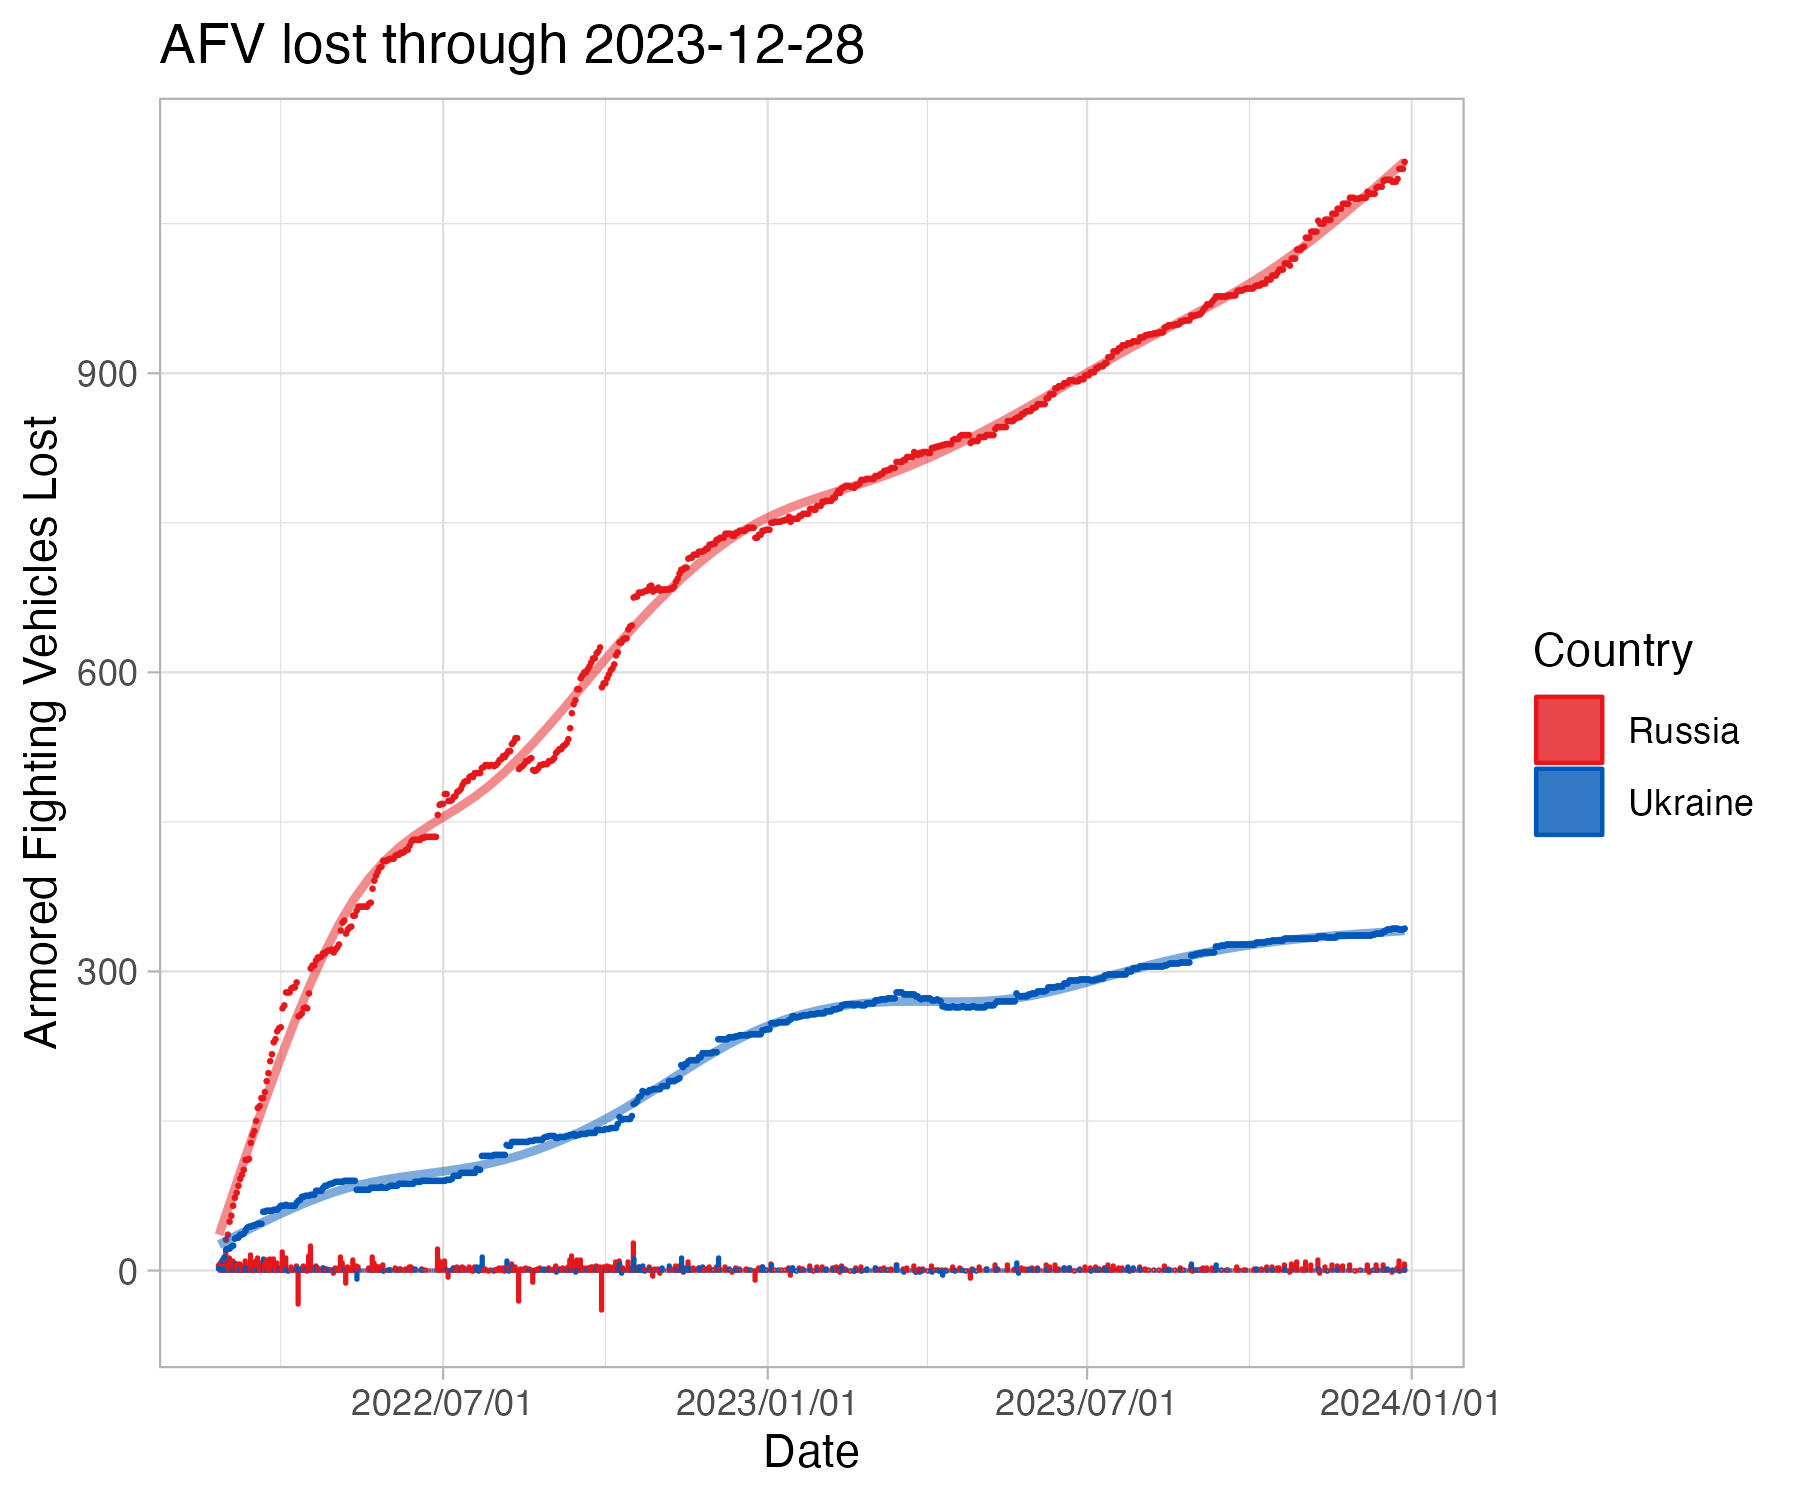 AFV lost through 2023-12-28
Armored Fighting Vehicles Lost
900
600
300
0
2022/07/01
2023/01/01
2023/07/01
2024/01/01
Date
Country
Russia
Ukraine